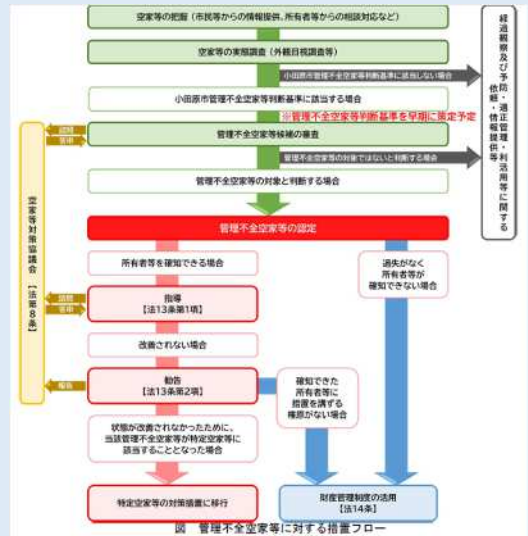 空家等の把握（市民等からの情報提供、所有者等からの相談対応など）
空家等の実態調査（外観目視調査等）
小田原市管理不全空家等判断基準に該当しない場合
小田原市管理不全空家等判断基準に該当する場合
※管理不全空家等判断基準を早期に策定予定
諮問
答申
管理不全空家等候補の審査
管理不全空家等の対象ではないと判断する場合
管理不全空家等の対象と判断する場合
経過観察及び予防・適正管理・利活用等に関する
依頼・情報提供等
空家等対策協議会【法第８条】
管理不全空家等の認定
所有者等を確知できる場合
過失がなく
所有者等が
確知できない場合
諮問
答申
指導
【法13条第1項】
改善されない場合
報告
勧告
【法13条第2項】
確知できた
所有者等に
措置を講ずる
権原がない場合
状態が改善されなかったために、
当該管理不全空家等が特定空家等に
該当することとなった場合
特定空家等の対策措置に移行
財産管理制度の活用
【法14条】
図　管理不全空家等に対する措置フロー